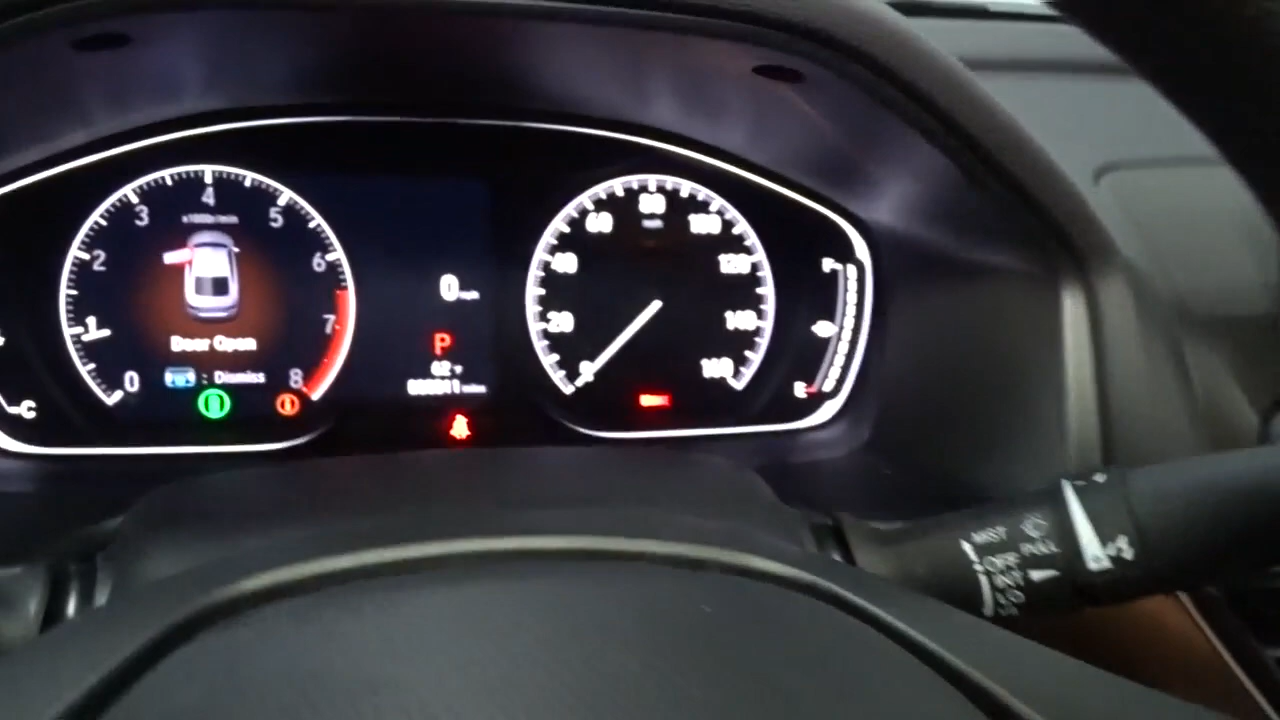 0
1
2
3
4
5
6
7
8
x1000r/min
Door Open
: Dismiss
C
0 mph
P
0
20
40
60
80
100
120
140
160
mph
F
E
MIST
OFF
INT
LO
PULL